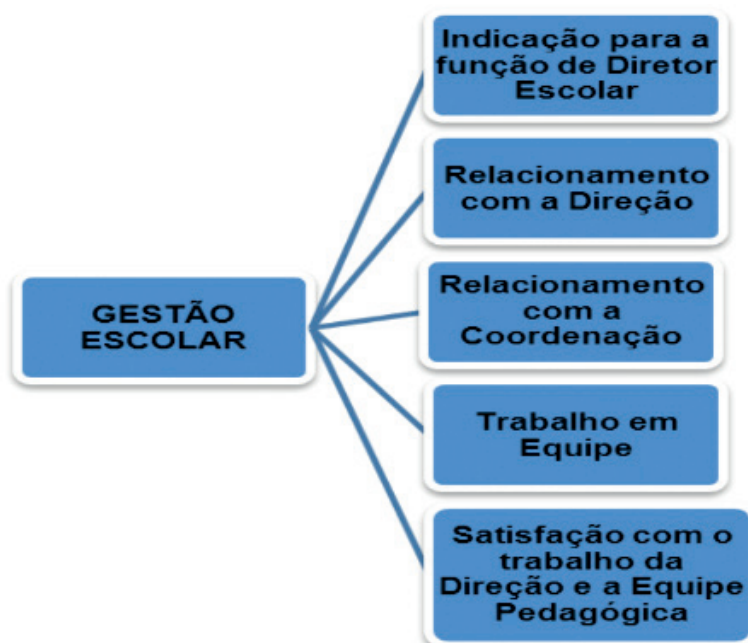 Indicação para a
função de Diretor
Escolar
Relacionamento
com a Direção
GESTÃO
ESCOLAR
Relacionamento
com a
Coordenação
Trabalho em
Equipe
Satisfação com o
trabalho da
Direção e a Equipe
Pedagógica